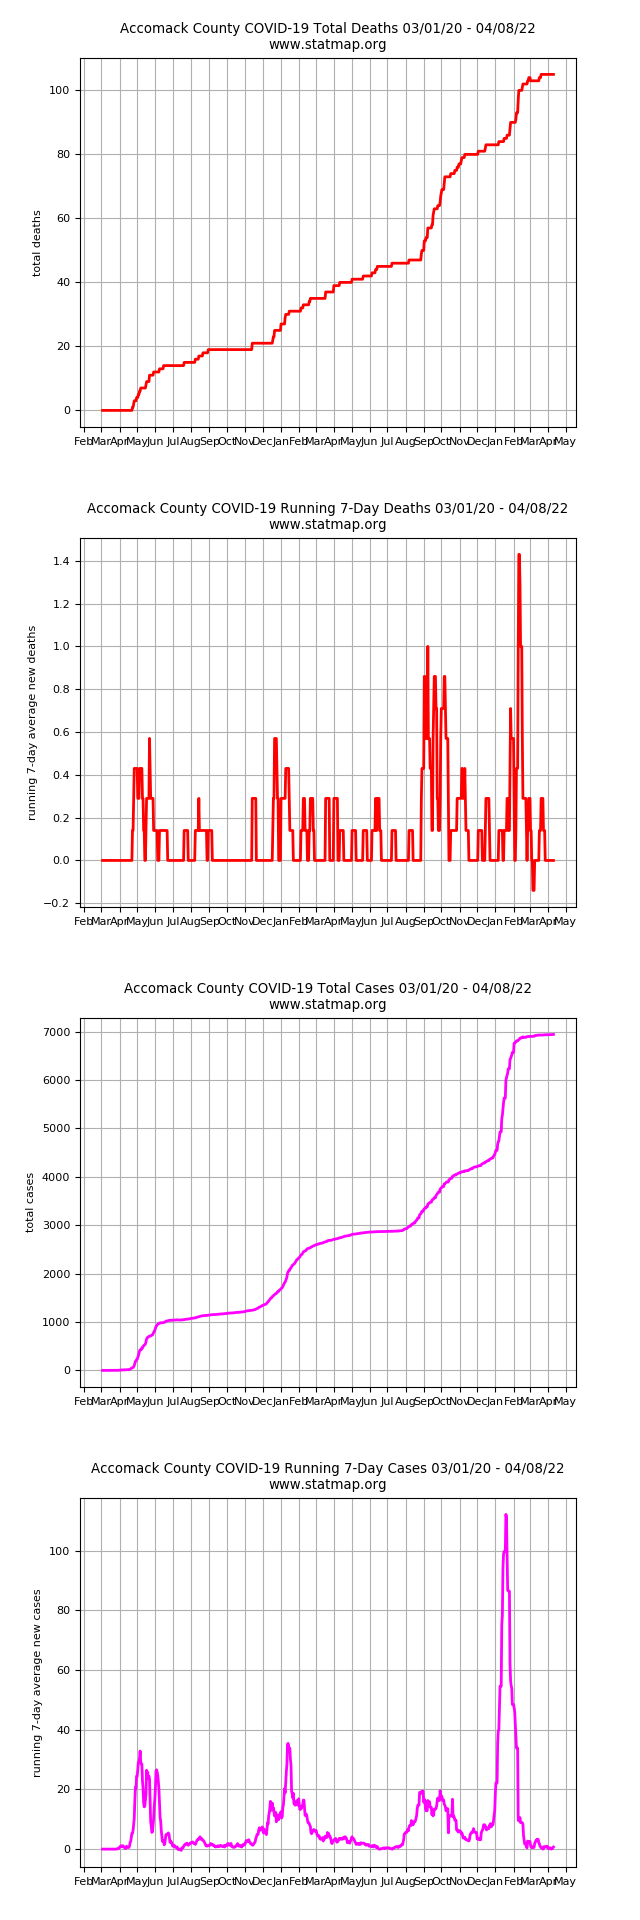 Accomack County COVID-19 Total Deaths 03/01/20 - 04/08/22
www.statmap.org
100
80
60
40
20
0
total deaths
Feb Mar Apr May Jun Jul Aug Sep Oct Nov Dec Jan Feb Mar Apr May Jun Jul Aug Sep Oct Nov Dec Jan Feb Mar Apr May
Accomack County COVID-19 Running 7-Day Deaths 03/01/20 - 04/08/22
www.statmap.org
1.4
1.2
1.0
0.8
0.6
0.4
0.2
0.0
−0.2
running 7-day average new deaths
Feb Mar Apr May Jun Jul Aug Sep Oct Nov Dec Jan Feb Mar Apr May Jun Jul Aug Sep Oct Nov Dec Jan Feb Mar Apr May
Accomack County COVID-19 Total Cases 03/01/20 - 04/08/22
www.statmap.org
7000
6000
5000
4000
3000
2000
1000
0
total cases
Feb Mar Apr May Jun Jul Aug Sep Oct Nov Dec Jan Feb Mar Apr May Jun Jul Aug Sep Oct Nov Dec Jan Feb Mar Apr May
Accomack County COVID-19 Running 7-Day Cases 03/01/20 - 04/08/22
www.statmap.org
100
80
60
40
20
0
running 7-day average new cases
Feb Mar Apr May Jun Jul Aug Sep Oct Nov Dec Jan Feb Mar Apr May Jun Jul Aug Sep Oct Nov Dec Jan Feb Mar Apr May